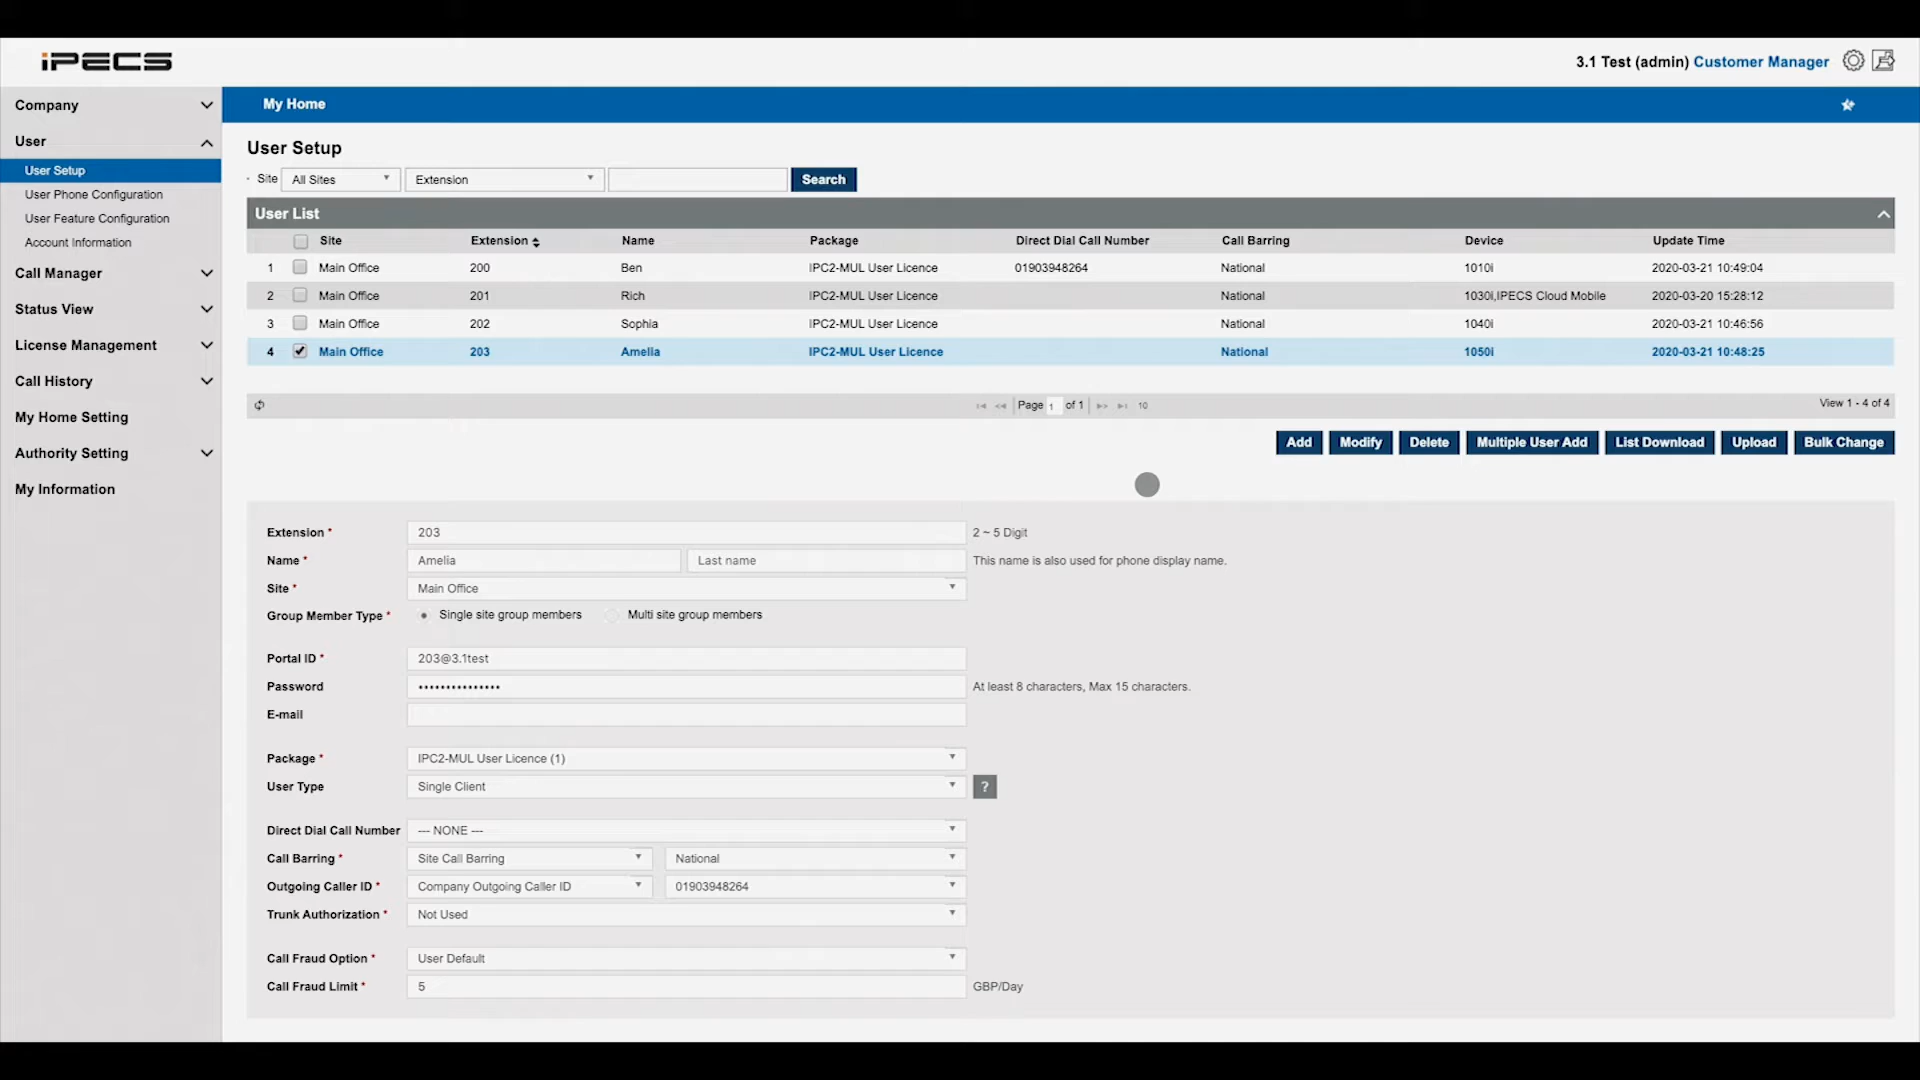 iPECS
3.1 Test (admin) Customer Manager
Company
My Home
User
User Setup
User Phone Configuration
User Feature Configuration
Account Information
Call Manager
Status View
License Management
Call History
My Home Setting
Authority Setting
My Information
User Setup
Site All Sites Extension Search
User List
Site Extension Name Package Direct Dial Call Number Call Barring Device Update Time
1 Main Office 200 Ben IPC2-MUL User Licence 01903948264 National 1010i 2020-03-21 10:49:04
2 Main Office 201 Rich IPC2-MUL User Licence National 1030i,IPECS Cloud Mobile 2020-03-20 15:28:12
3 Main Office 202 Sophia IPC2-MUL User Licence National 1040i 2020-03-21 10:46:56
4 Main Office 203 Amelia IPC2-MUL User Licence National 1050i 2020-03-21 10:48:25
Page 1 of 1 10 View 1 - 4 of 4
Add Modify Delete Multiple User Add List Download Upload Bulk Change
Extension * 203 2 ~ 5 Digit
Name * Amelia Last name This name is also used for phone display name.
Site * Main Office
Group Member Type * Single site group members Multi site group members
Portal ID * 203@3.1test
Password ••••••••••••••• At least 8 characters, Max 15 characters.
E-mail
Package * IPC2-MUL User Licence (1)
User Type Single Client ?
Direct Dial Call Number --- NONE ---
Call Barring * Site Call Barring National
Outgoing Caller ID * Company Outgoing Caller ID 01903948264
Trunk Authorization * Not Used
Call Fraud Option * User Default
Call Fraud Limit * 5 GBP/Day